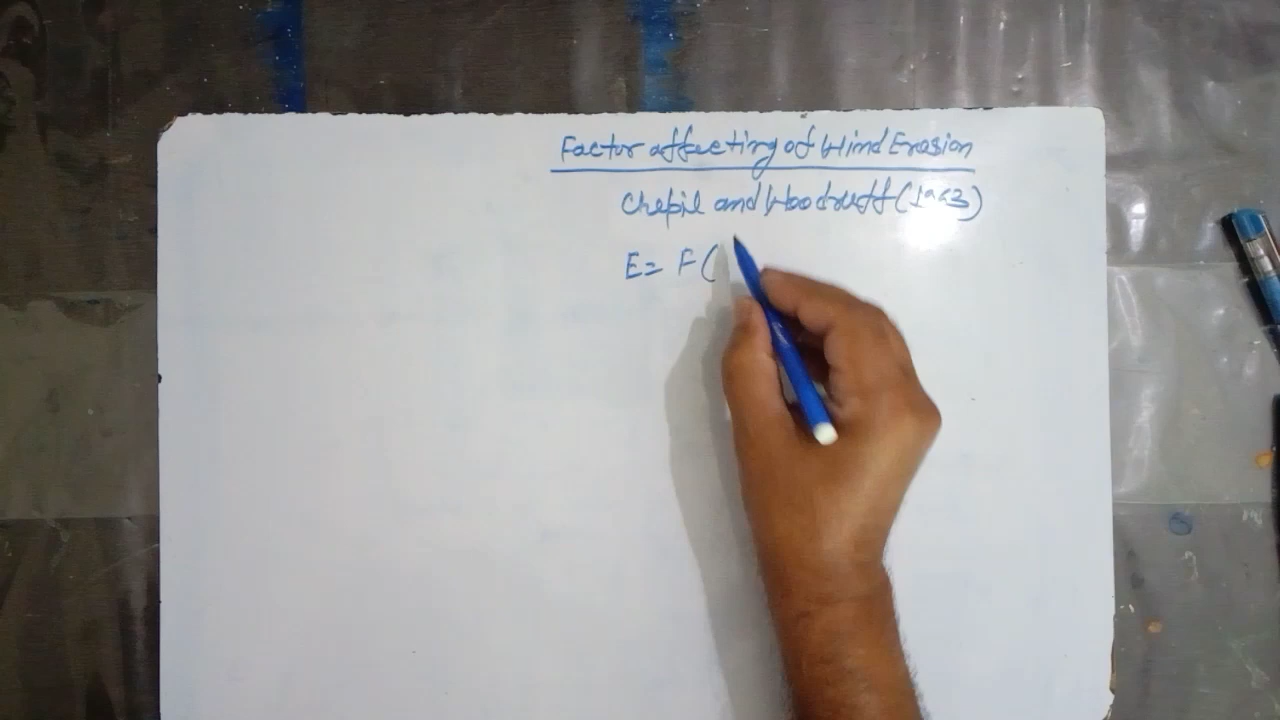 Factor affecting of Wind Erosion
Chepil and Woodruff (1963)
E= F (